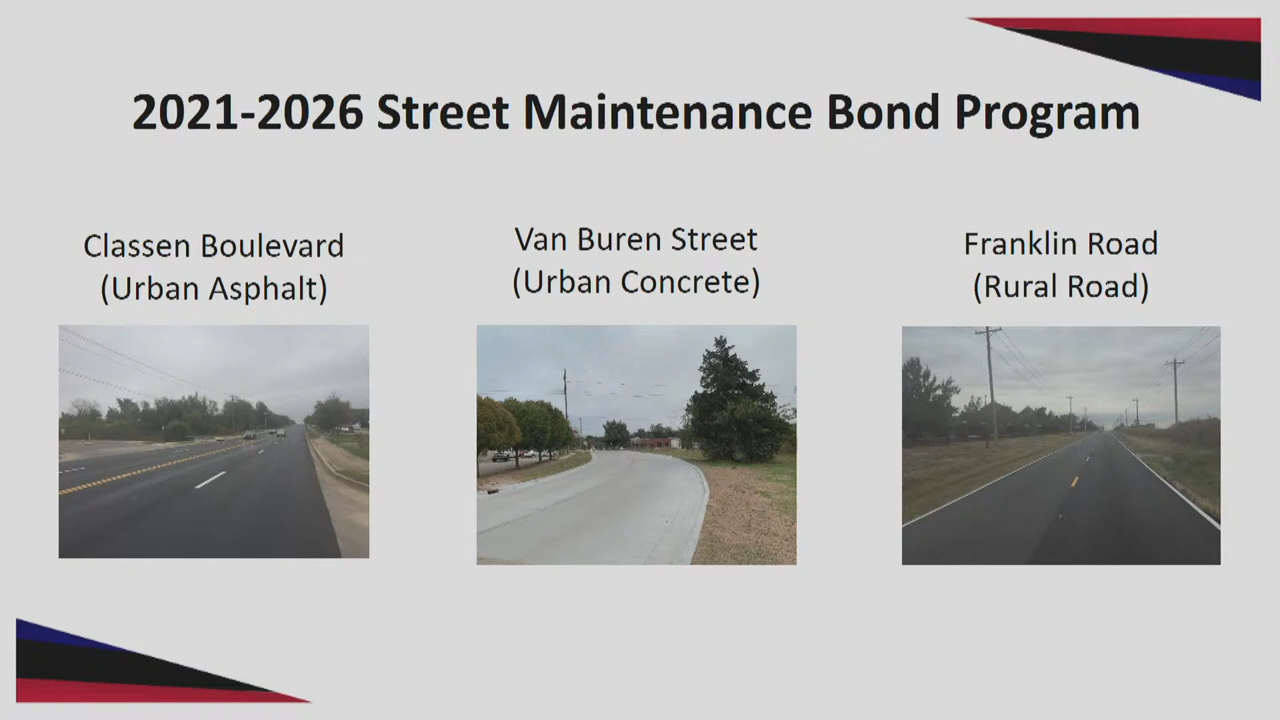 2021-2026 Street Maintenance Bond Program
Classen Boulevard
(Urban Asphalt)
Van Buren Street
(Urban Concrete)
Franklin Road
(Rural Road)